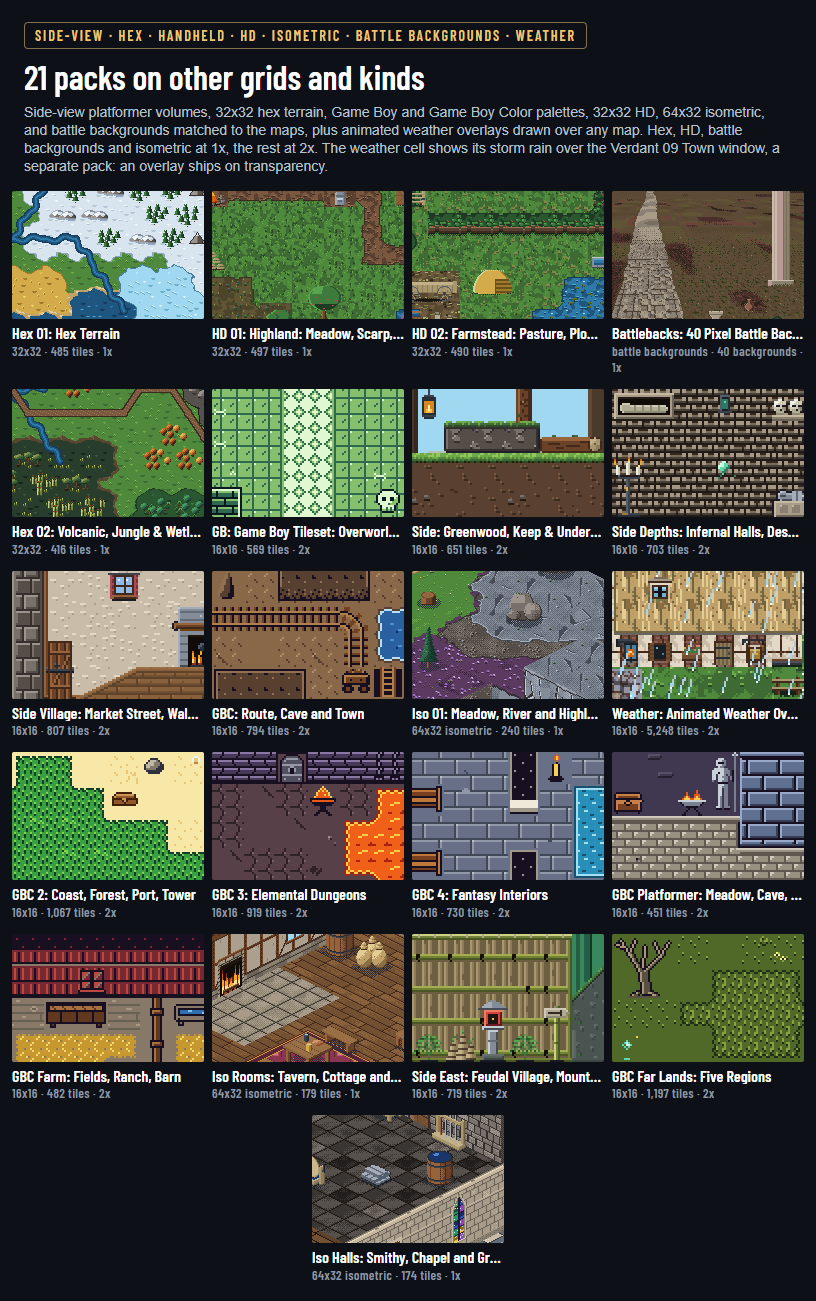 SIDE-VIEW · HEX · HANDHELD · HD · ISOMETRIC · BATTLE BACKGROUNDS · WEATHER
21 packs on other grids and kinds
Side-view platformer volumes, 32x32 hex terrain, Game Boy and Game Boy Color palettes, 32x32 HD, 64x32 isometric,
and battle backgrounds matched to the maps, plus animated weather overlays drawn over any map. Hex, HD, battle
backgrounds and isometric at 1x, the rest at 2x. The weather cell shows its storm rain over the Verdant 09 Town window, a
separate pack: an overlay ships on transparency.
Hex 01: Hex Terrain
32x32 · 485 tiles · 1x
HD 01: Highland: Meadow, Scarp,...
32x32 · 497 tiles · 1x
HD 02: Farmstead: Pasture, Plo...
32x32 · 490 tiles · 1x
Battlebacks: 40 Pixel Battle Bac...
battle backgrounds · 40 backgrounds ·
1x
Hex 02: Volcanic, Jungle & Wetl...
32x32 · 416 tiles · 1x
GB: Game Boy Tileset: Overworl...
16x16 · 569 tiles · 2x
Side: Greenwood, Keep & Under...
16x16 · 651 tiles · 2x
Side Depths: Infernal Halls, Des...
16x16 · 703 tiles · 2x
Side Village: Market Street, Wal...
16x16 · 807 tiles · 2x
GBC: Route, Cave and Town
16x16 · 794 tiles · 2x
Iso 01: Meadow, River and Highl...
64x32 isometric · 240 tiles · 1x
Weather: Animated Weather Ov...
16x16 · 5,248 tiles · 2x
GBC 2: Coast, Forest, Port, Tower
16x16 · 1,067 tiles · 2x
GBC 3: Elemental Dungeons
16x16 · 919 tiles · 2x
GBC 4: Fantasy Interiors
16x16 · 730 tiles · 2x
GBC Platformer: Meadow, Cave, ...
16x16 · 451 tiles · 2x
GBC Farm: Fields, Ranch, Barn
16x16 · 482 tiles · 2x
Iso Rooms: Tavern, Cottage and...
64x32 isometric · 179 tiles · 1x
Side East: Feudal Village, Mount...
16x16 · 719 tiles · 2x
GBC Far Lands: Five Regions
16x16 · 1,197 tiles · 2x
Iso Halls: Smithy, Chapel and Gr...
64x32 isometric · 174 tiles · 1x